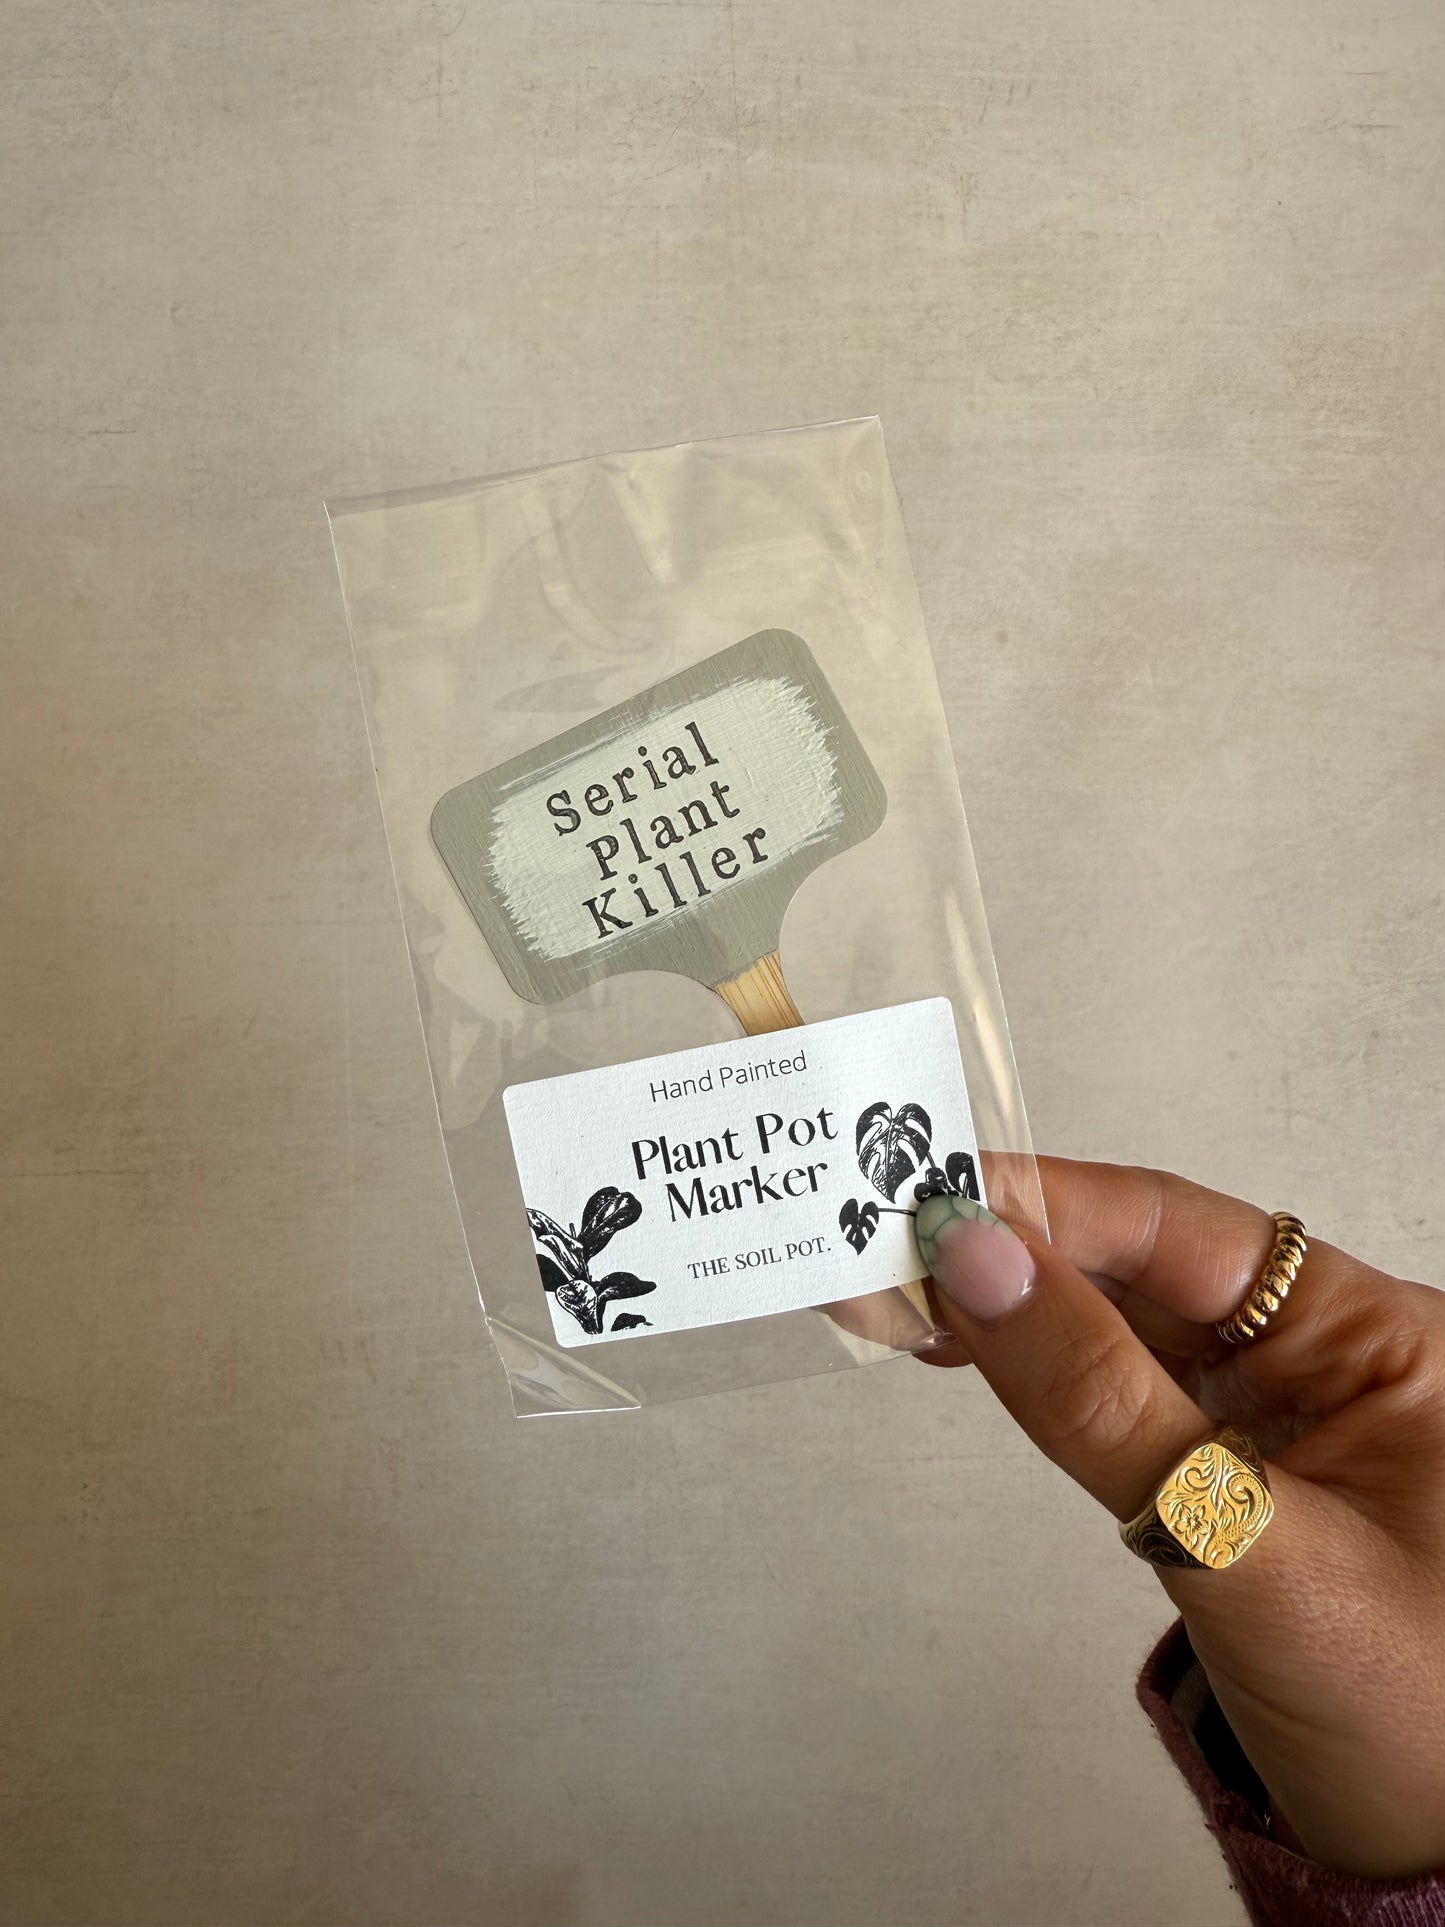 Serial
Plant
Killer
Hand Painted
Plant Pot
Marker
THE SOIL POT.